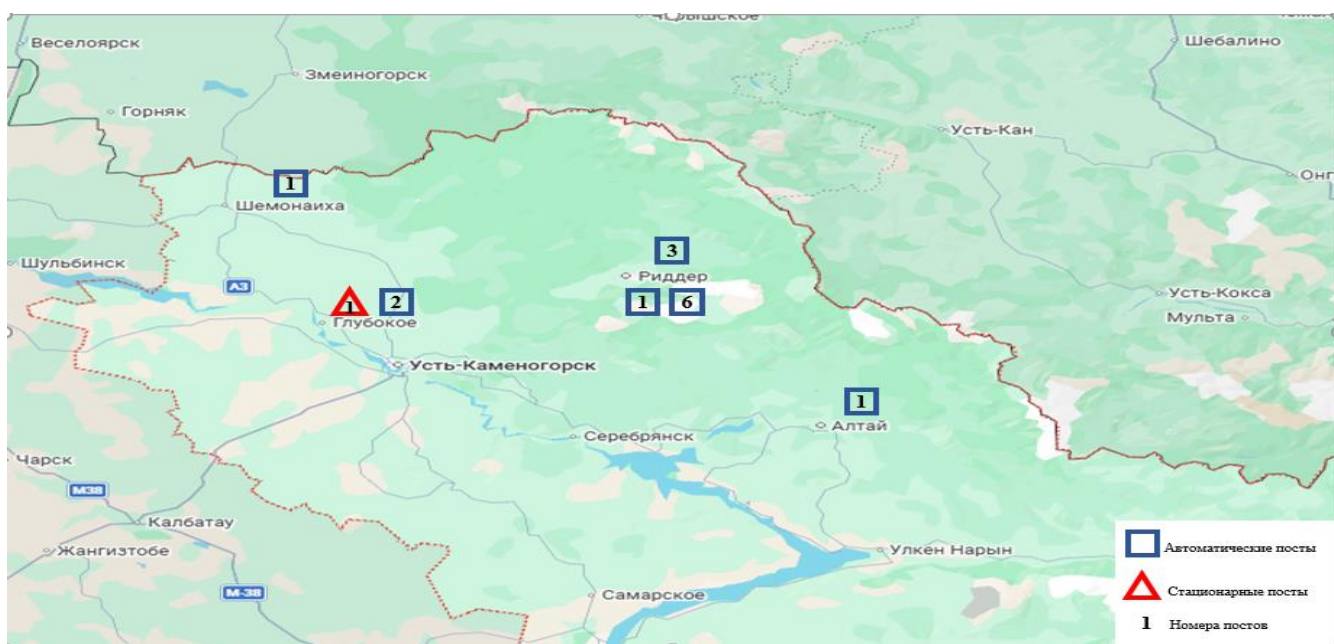 Чарышское
Веселоярск
Шебалино
Змеиногорск
Горняк
Усть-Кан
1
Шемонаиха
3
Шульбинск
Риддер
A3
1
2
1
6
Усть-Кокса
Мульта
Глубокое
Усть-Каменогорск
1
Алтай
Серебрянск
Чарск
M38
Калбатау
Жангизтобе
Улкен Нарын
Автоматические посты
M-38
Самарское
Стационарные посты
1 Номера постов